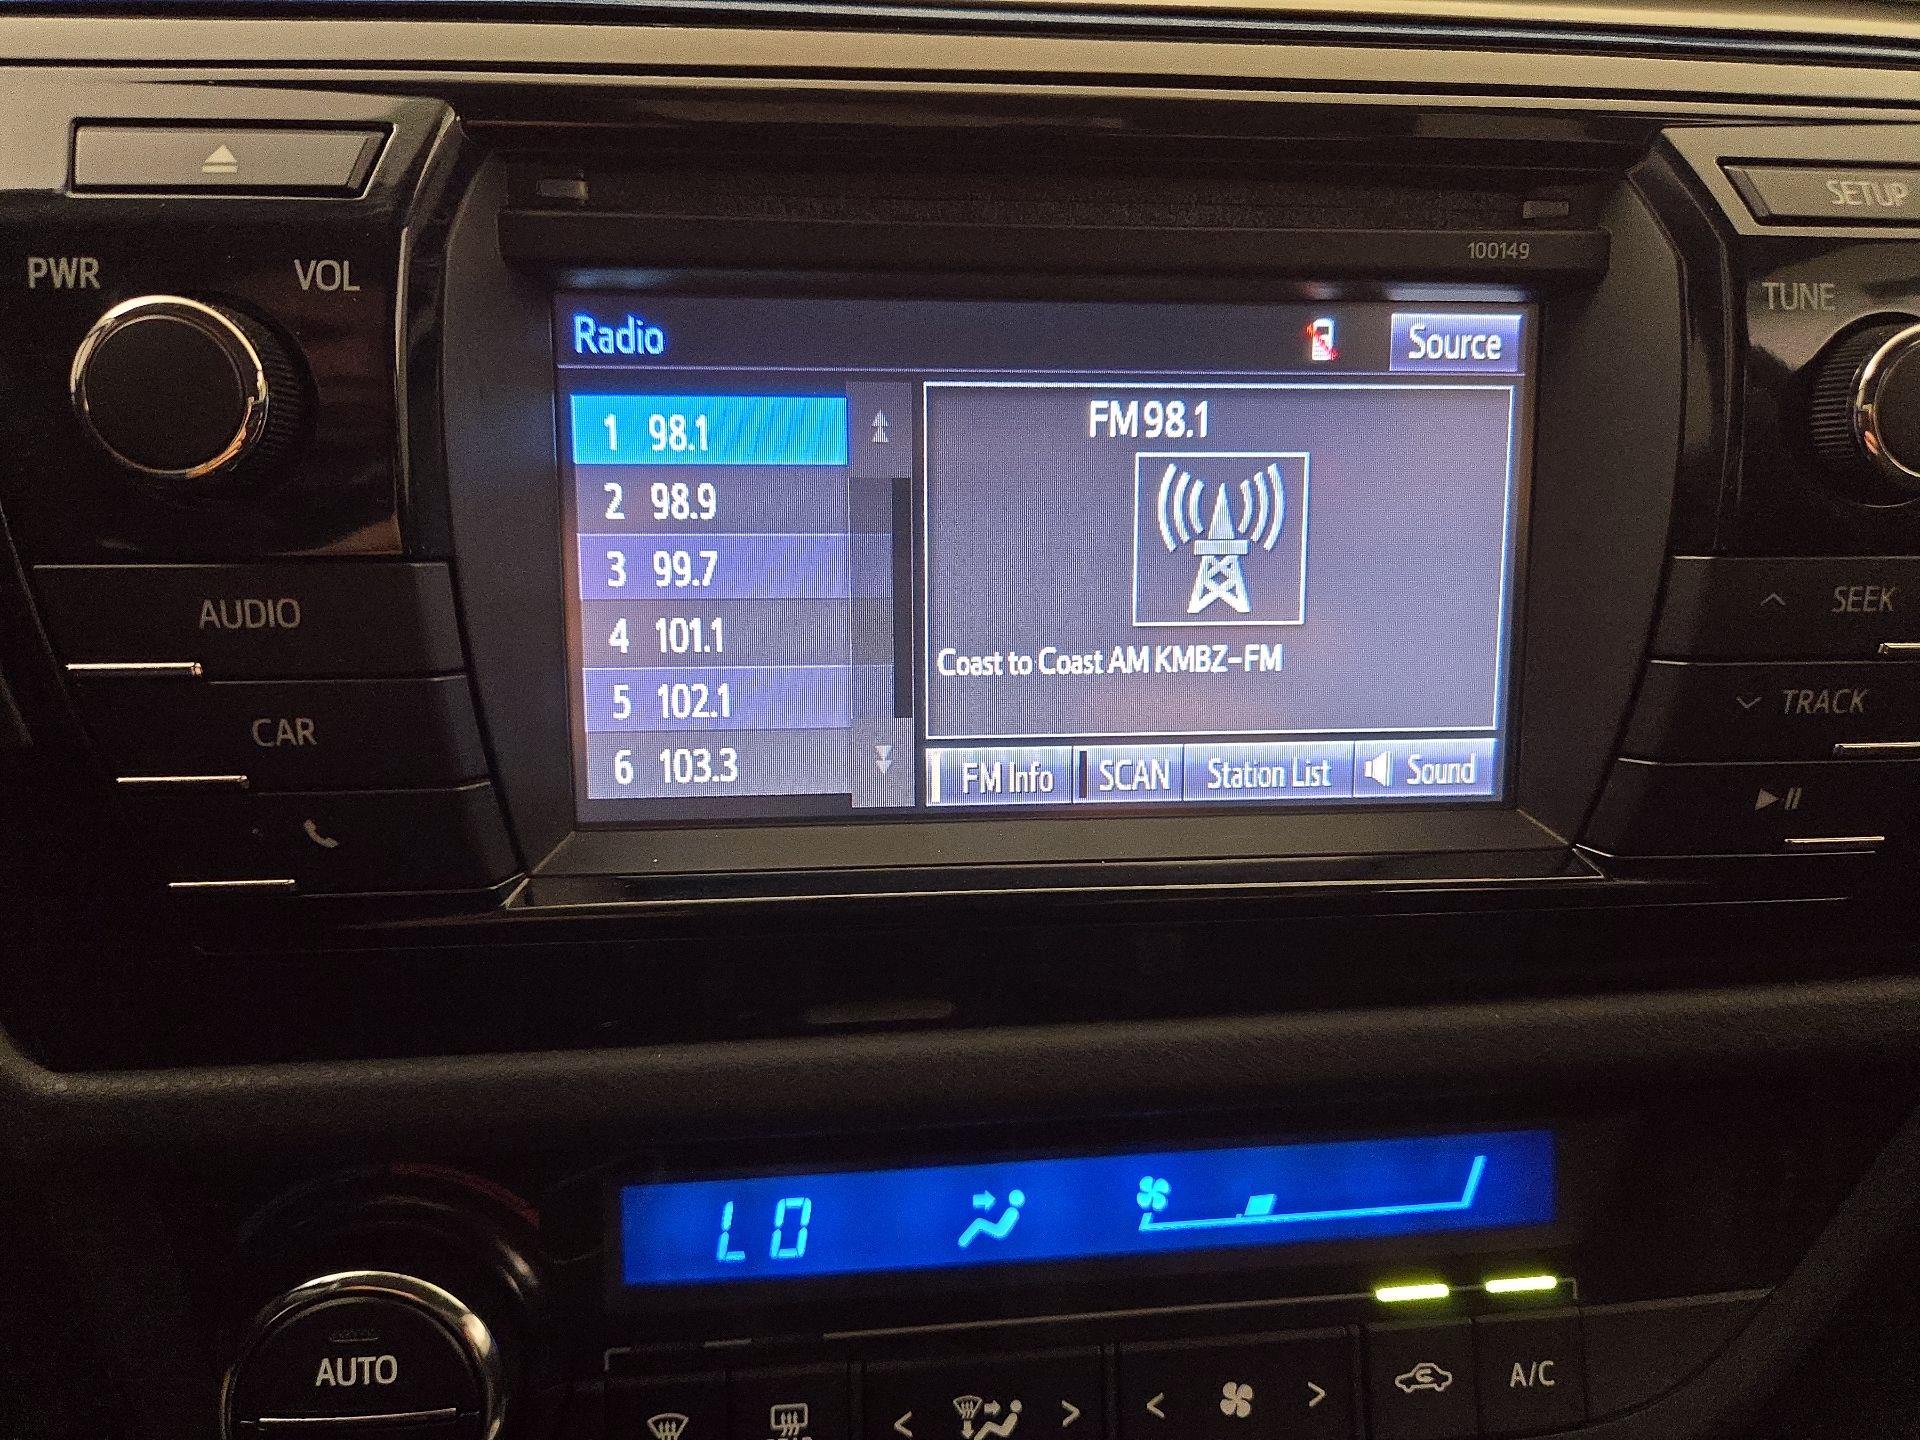 SETUP
100149
PWR VOL
TUNE
Radio
Source
1 98.1
2 98.9
3 99.7
4 101.1
5 102.1
6 103.3
FM 98.1
Coast to Coast AM KMBZ-FM
FM Info SCAN Station List Sound
AUDIO
CAR
SEEK
TRACK
LO
AUTO
A/C